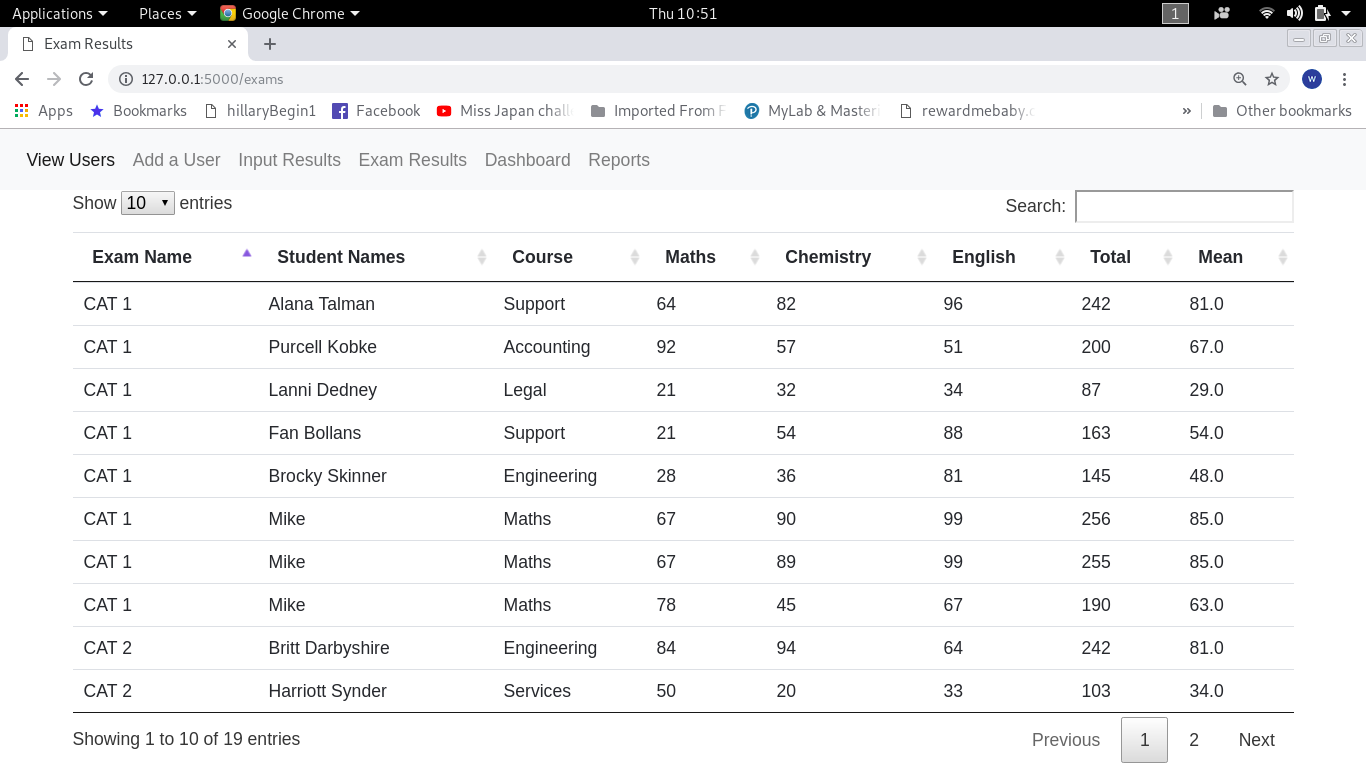 Applications Places Google Chrome Thu 10:51 1
Exam Results
127.0.0.1:5000/exams W
Apps Bookmarks hillaryBegin1 Facebook Miss Japan chall Imported From F MyLab & Masteri rewardmebaby.c » Other bookmarks
View Users Add a User Input Results Exam Results Dashboard Reports
Show 10 entries Search:
Exam Name Student Names Course Maths Chemistry English Total Mean
CAT 1 Alana Talman Support 64 82 96 242 81.0
CAT 1 Purcell Kobke Accounting 92 57 51 200 67.0
CAT 1 Lanni Dedney Legal 21 32 34 87 29.0
CAT 1 Fan Bollans Support 21 54 88 163 54.0
CAT 1 Brocky Skinner Engineering 28 36 81 145 48.0
CAT 1 Mike Maths 67 90 99 256 85.0
CAT 1 Mike Maths 67 89 99 255 85.0
CAT 1 Mike Maths 78 45 67 190 63.0
CAT 2 Britt Darbyshire Engineering 84 94 64 242 81.0
CAT 2 Harriott Synder Services 50 20 33 103 34.0
Showing 1 to 10 of 19 entries Previous 1 2 Next